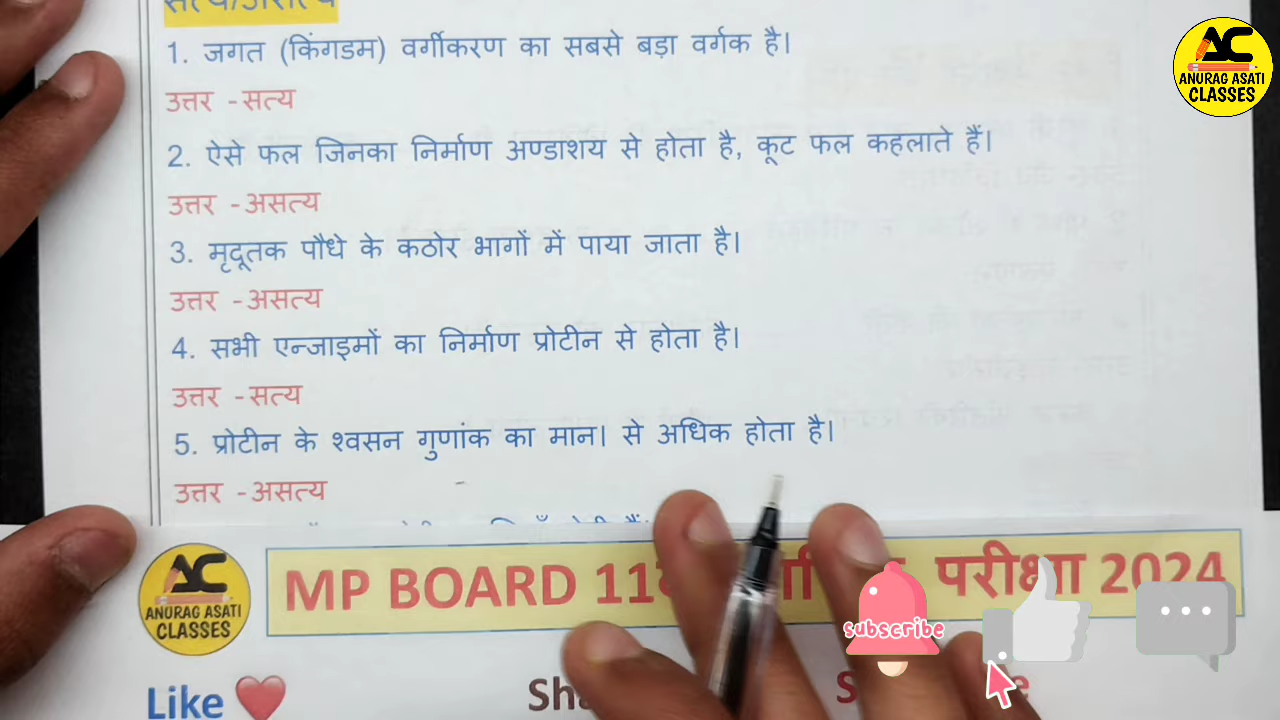 सत्य/असत्य
1. जगत (किंगडम) वर्गीकरण का सबसे बड़ा वर्गक है।
उत्तर -सत्य
2. ऐसे फल जिनका निर्माण अण्डाशय से होता है, कूट फल कहलाते हैं।
उत्तर -असत्य
3. मृदूतक पौधे के कठोर भागों में पाया जाता है।
उत्तर -असत्य
4. सभी एन्जाइमों का निर्माण प्रोटीन से होता है।
उत्तर -सत्य
5. प्रोटीन के श्वसन गुणांक का मान। से अधिक होता है।
उत्तर -असत्य
AC
ANURAG ASATI
CLASSES
AC
ANURAG ASATI
CLASSES
MP BOARD परीक्षा 2024
subscribe
Like